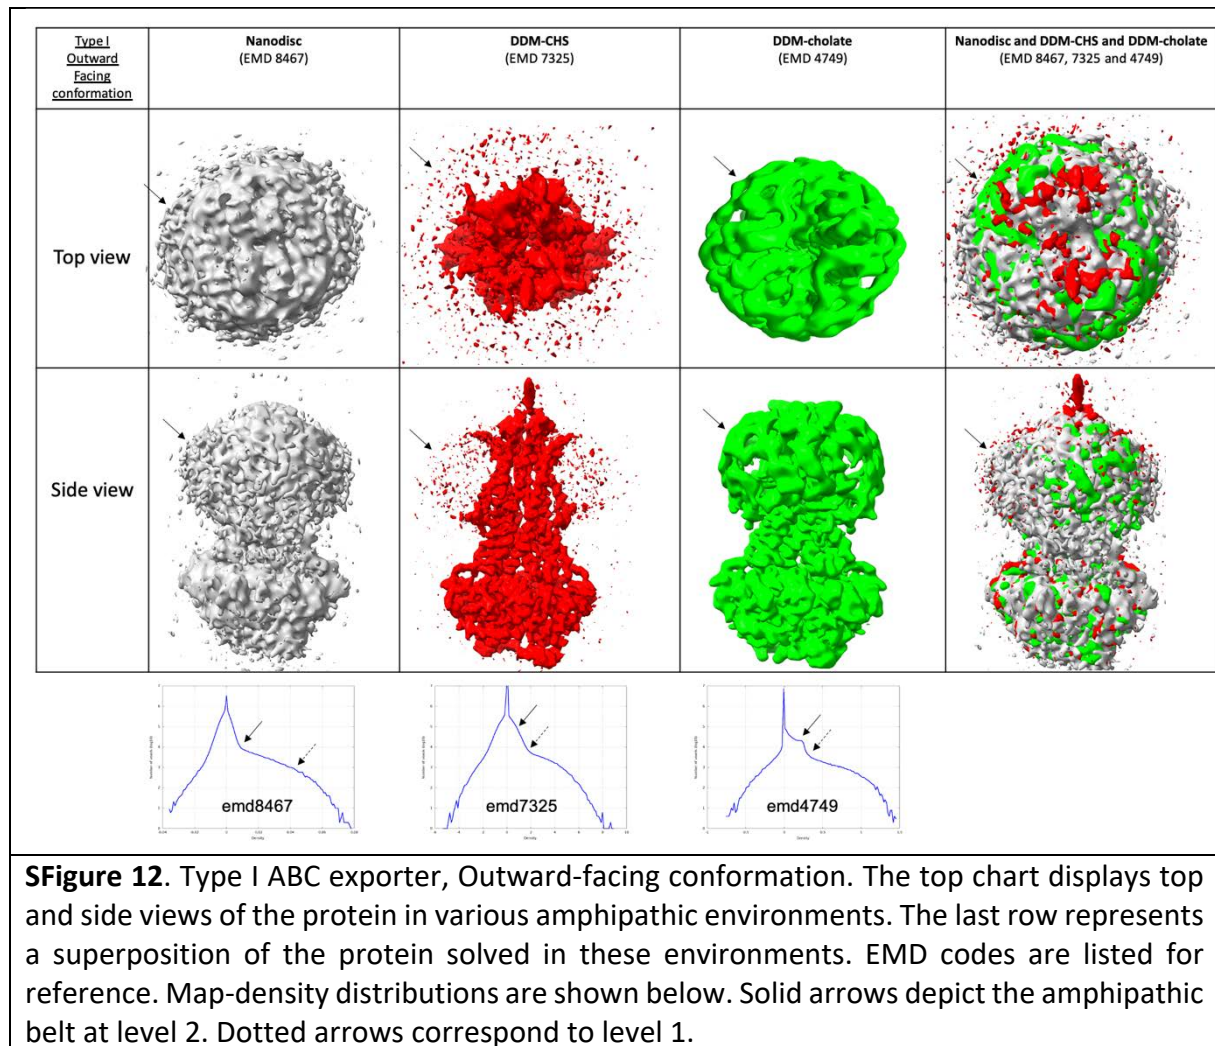 Type I
Outward
Facing
conformation
Nanodisc
(EMD 8467)
DDM-CHS
(EMD 7325)
DDM-cholate
(EMD 4749)
Nanodisc and DDM-CHS and DDM-cholate
(EMD 8467, 7325 and 4749)
Top view
Side view
emd8467
emd7325
emd4749
SFigure 12. Type I ABC exporter, Outward-facing conformation. The top chart displays top
and side views of the protein in various amphipathic environments. The last row represents
a superposition of the protein solved in these environments. EMD codes are listed for
reference. Map-density distributions are shown below. Solid arrows depict the amphipathic
belt at level 2. Dotted arrows correspond to level 1.